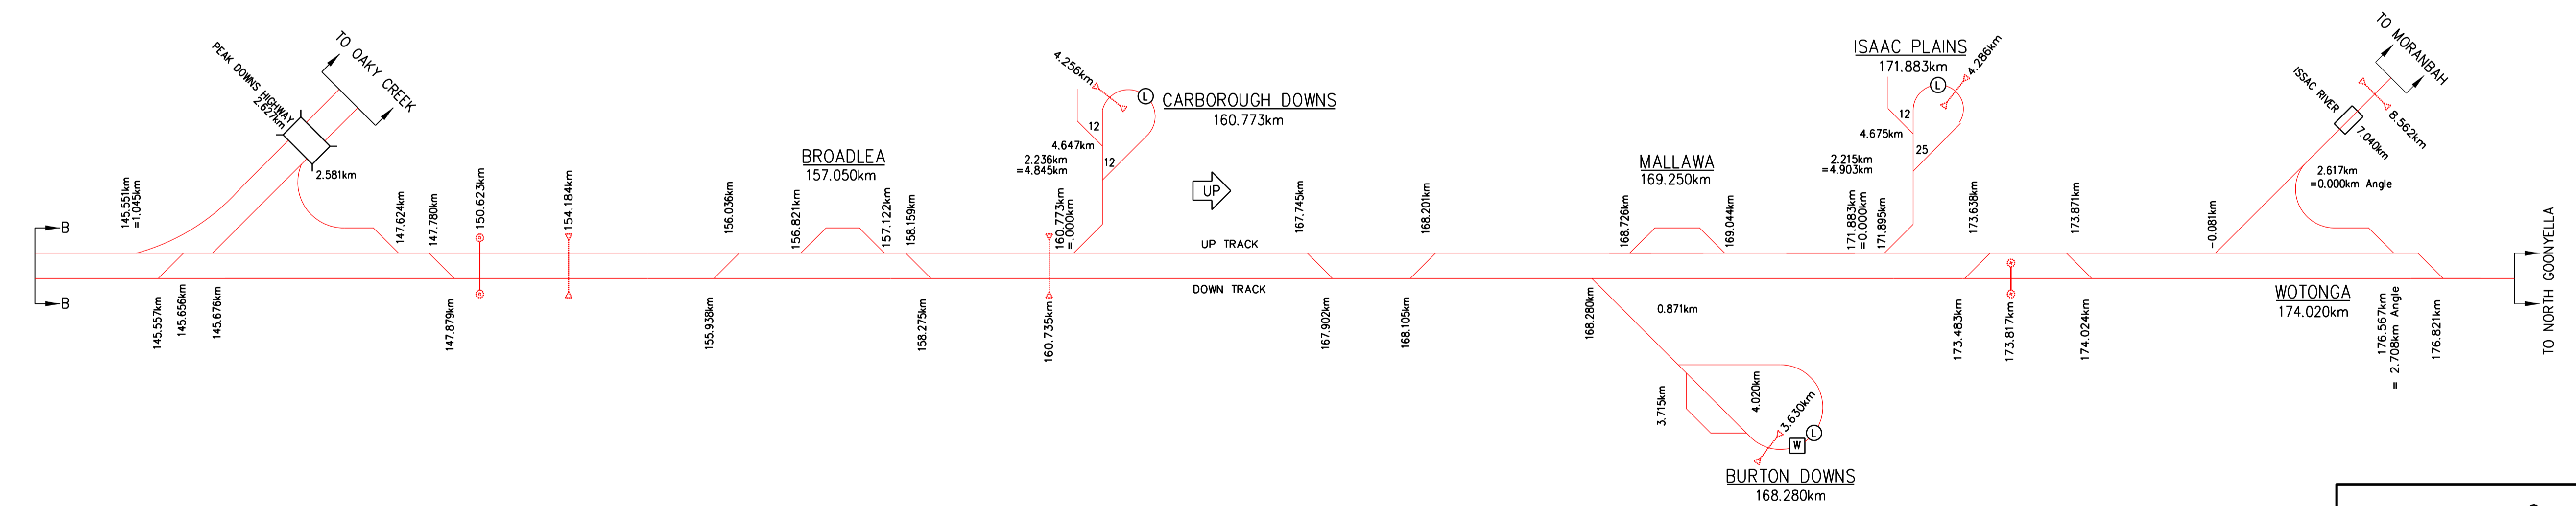 B
B
145.551km
=1.045km
145.557km
145.656km
145.676km
PEAK DOWNS HIGHWAY
2.627km
TO OAKY CREEK
2.581km
147.624km
147.780km
147.879km
150.623km
154.184km
155.938km
156.036km
BROADLEA
157.050km
156.821km
157.122km
158.159km
158.275km
4.256km
L
CARBOROUGH DOWNS
160.773km
12
4.647km
12
2.236km
=4.845km
160.773km
=.000km
160.735km
UP
UP TRACK
DOWN TRACK
167.745km
167.902km
168.105km
168.201km
MALLAWA
169.250km
168.726km
169.044km
168.280km
0.871km
3.715km
4.020km
3.630km
W
L
BURTON DOWNS
168.280km
ISAAC PLAINS
171.883km
L
4.286km
12
4.675km
25
2.215km
=4.903km
171.883km
=0.000km
171.895km
173.638km
173.483km
173.817km
173.871km
174.024km
-0.081km
TO MORANBAH
ISSAC RIVER
7.040km
8.562km
2.617km
=0.000km Angle
WOTONGA
174.020km
176.567km
= 2.708km Angle
176.821km
TO NORTH GOONYELLA